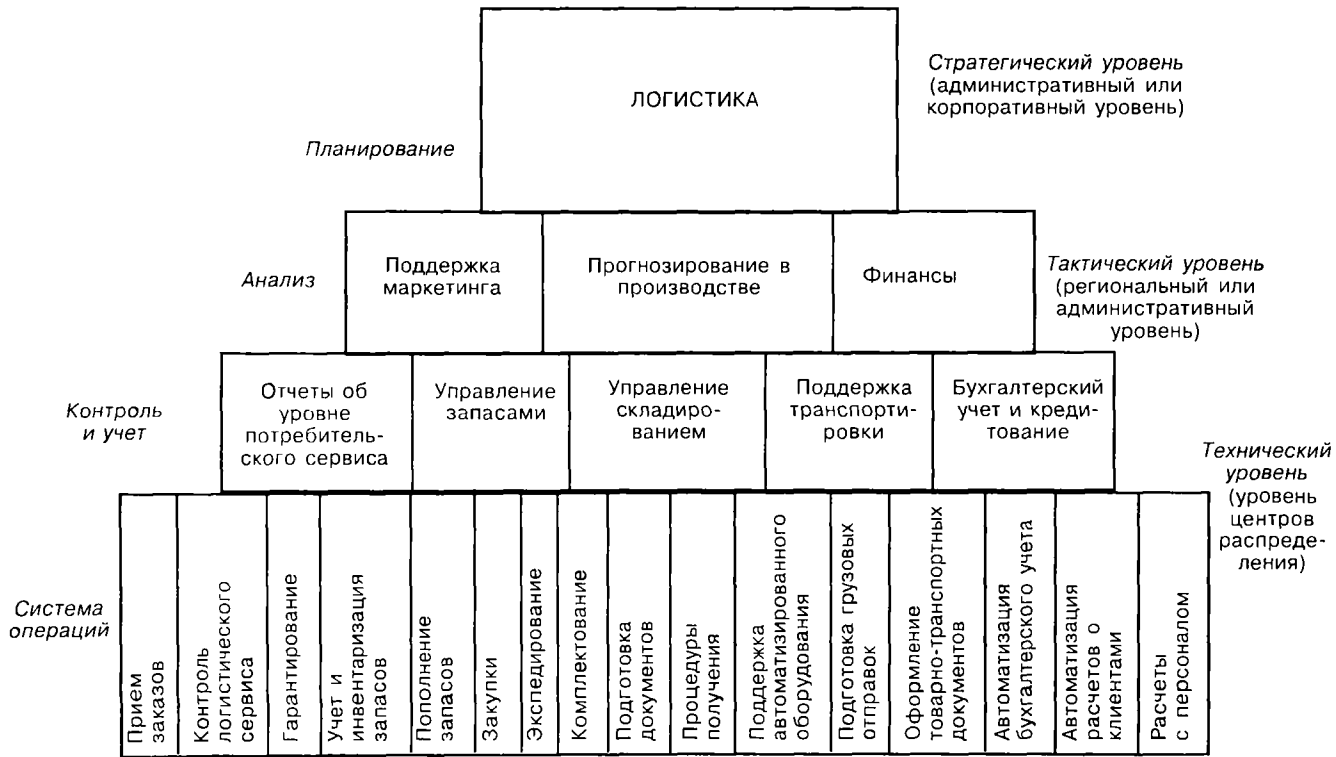 ЛОГИСТИКА
Стратегический уровень
(административный или
корпоративный уровень)
Планирование
Анализ
Поддержка
маркетинга
Прогнозирование в
производстве
Финансы
Тактический уровень
(региональный или
административный
уровень)
Контроль
и учет
Отчеты об
уровне
потребитель-
ского сервиса
Управление
запасами
Управление
складиро-
ванием
Поддержка
транспорти-
ровки
Бухгалтерский
учет и креди-
тование
Технический
уровень
(уровень
центров
распреде-
ления)
Система
операций
Прием
заказов
Контроль
логистического
сервиса
Гарантирование
Учет и
инвентаризация
запасов
Пополнение
запасов
Закупки
Экспедирование
Комплектование
Подготовка
документов
Процедуры
получения
Поддержка
автоматизированного
оборудования
Подготовка грузовых
отправок
Оформление
товарно-транспортных
документов
Автоматизация
бухгалтерского учета
Автоматизация
расчетов о
клиентами
Расчеты
с персоналом